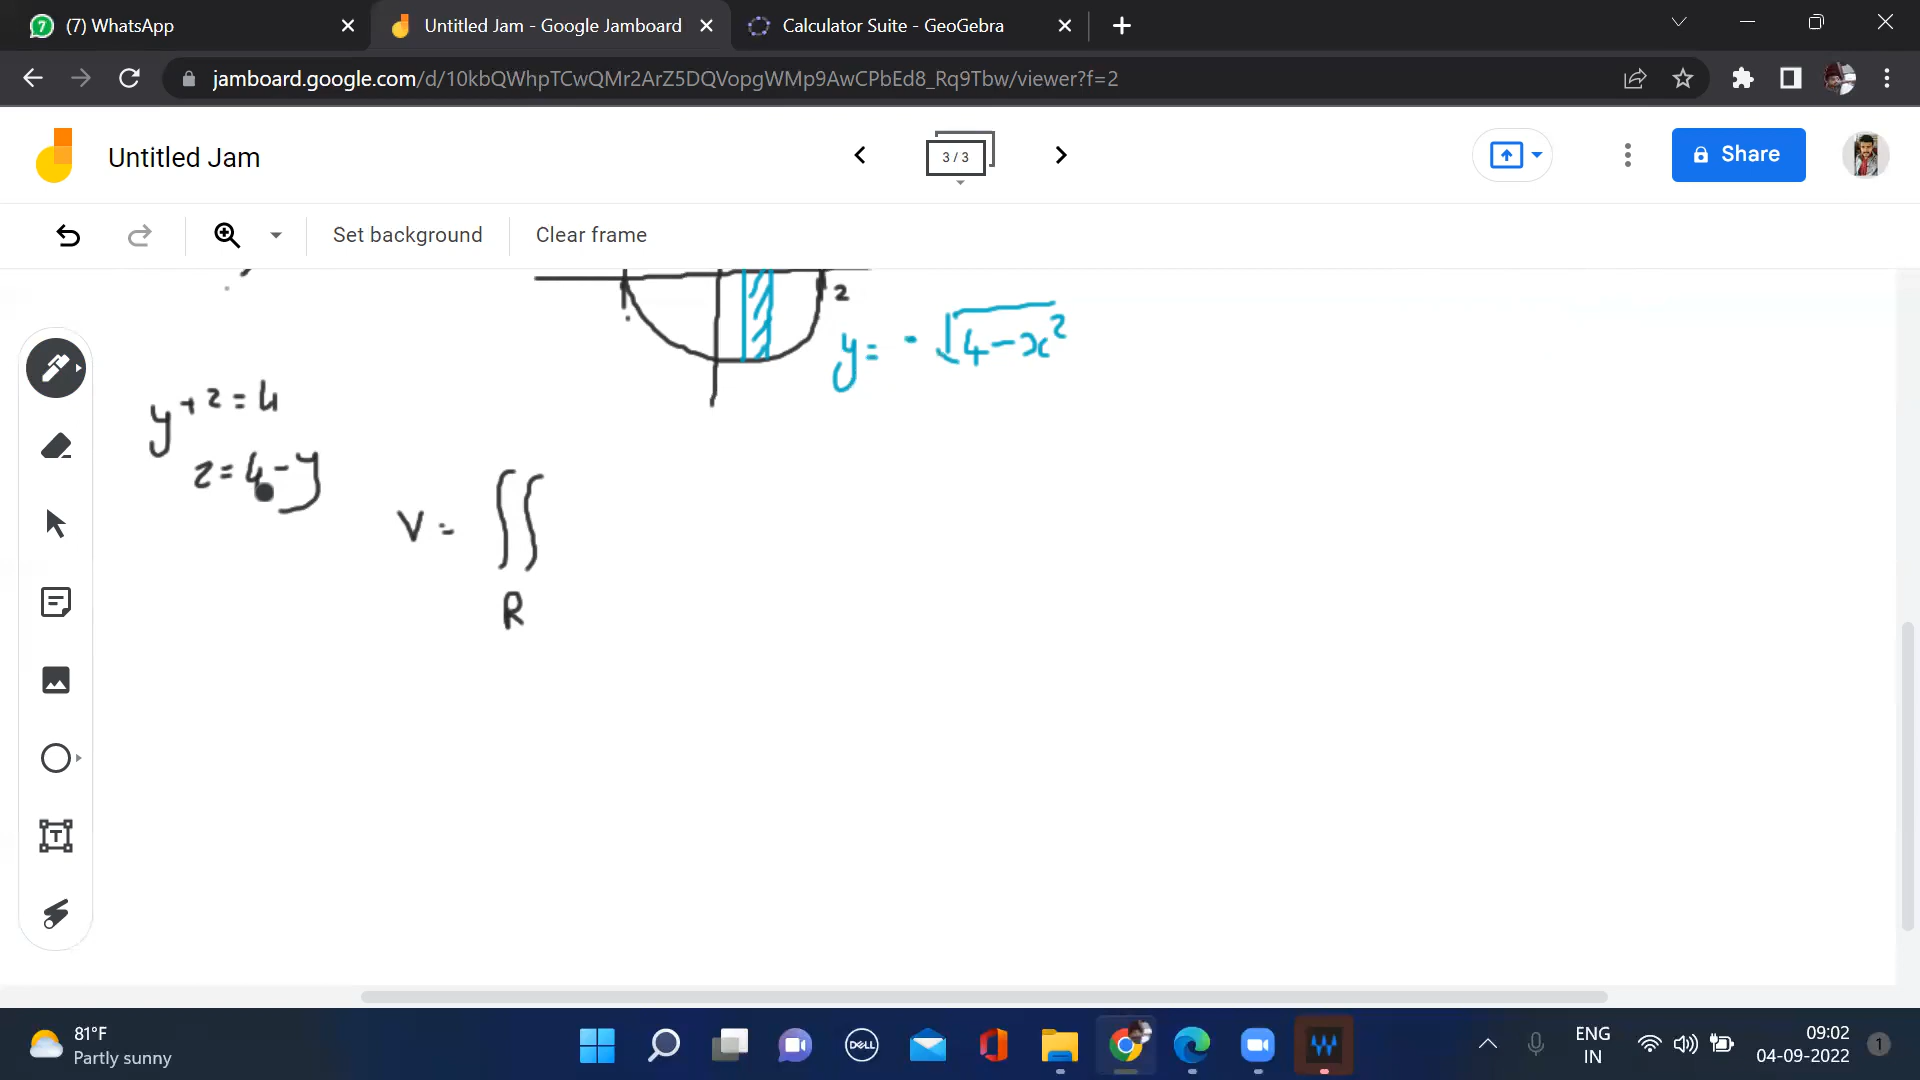 (7) WhatsApp
Untitled Jam - Google Jamboard
Calculator Suite - GeoGebra
jamboard.google.com/d/10kbQWhpTCwQMr2ArZ5DQVopgWMp9AwCPbEd8_Rq9Tbw/viewer?f=2
Untitled Jam
3 / 3
Share
Set background
Clear frame
2
y = - √4-x²
y + z = 4
z = 4 - y
V = ∬
R
81°F
Partly sunny
DELL
ENG
IN
09:02
04-09-2022
1